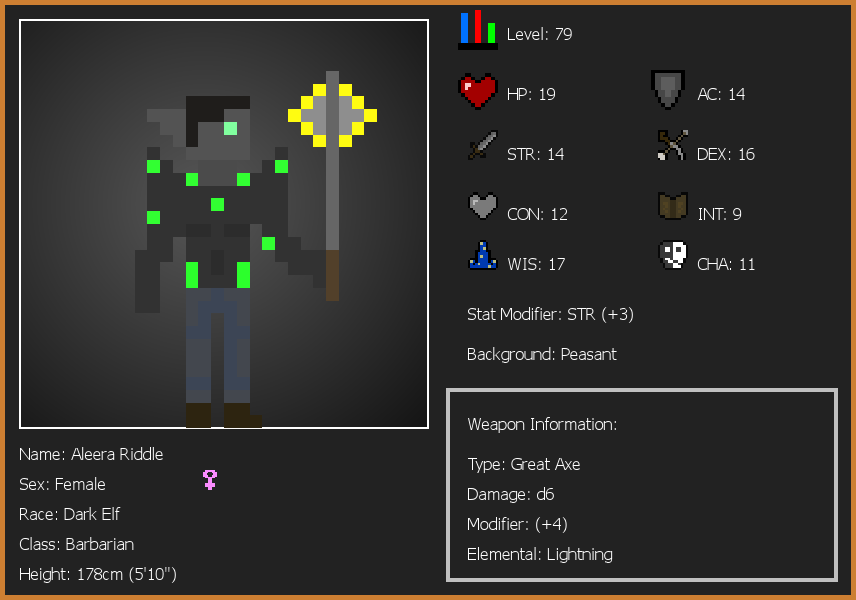 Level: 79
HP: 19
AC: 14
STR: 14
DEX: 16
CON: 12
INT: 9
WIS: 17
CHA: 11
Stat Modifier: STR (+3)
Background: Peasant
Weapon Information:
Type: Great Axe
Damage: d6
Modifier: (+4)
Elemental: Lightning
Name: Aleera Riddle
Sex: Female
Race: Dark Elf
Class: Barbarian
Height: 178cm (5'10")